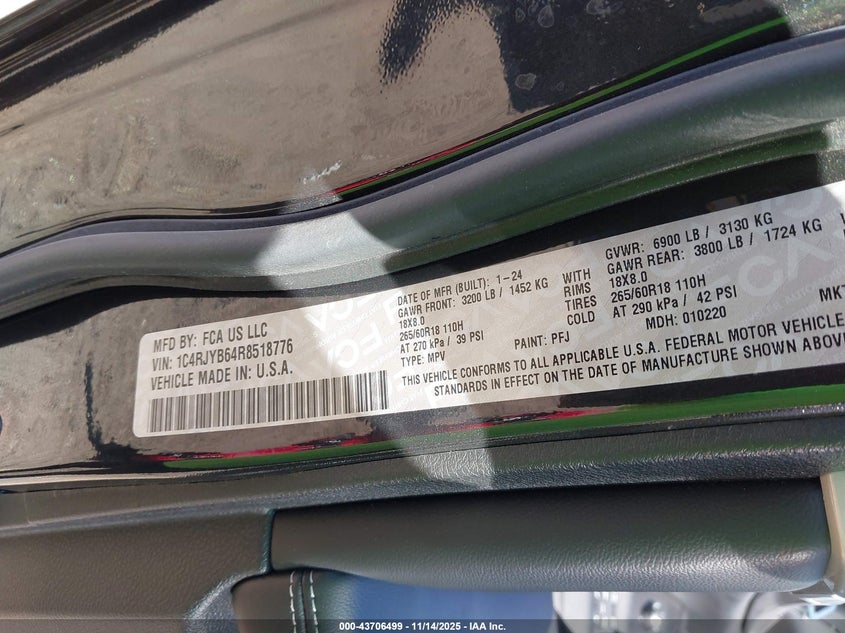 MFD BY: FCA US LLC
VIN: 1C4RJYB64R8518776
VEHICLE MADE IN: U.S.A.
DATE OF MFR (BUILT): 1-24
GAWR FRONT: 3200 LB / 1452 KG
18X8.0
265/60R18 110H
AT 270 kPa / 39 PSI
TYPE: MPV
PAINT: PFJ
WITH
RIMS
TIRES
COLD
GVWR: 6900 LB / 3130 KG
GAWR REAR: 3800 LB / 1724 KG
18X8.0
265/60R18 110H
AT 290 kPa / 42 PSI
MDH: 010220
MKT
THIS VEHICLE CONFORMS TO ALL APPLICABLE U.S.A. FEDERAL MOTOR VEHICLE
STANDARDS IN EFFECT ON THE DATE OF MANUFACTURE SHOWN ABOVE
000-43706499 - 11/14/2025 - IAA Inc.